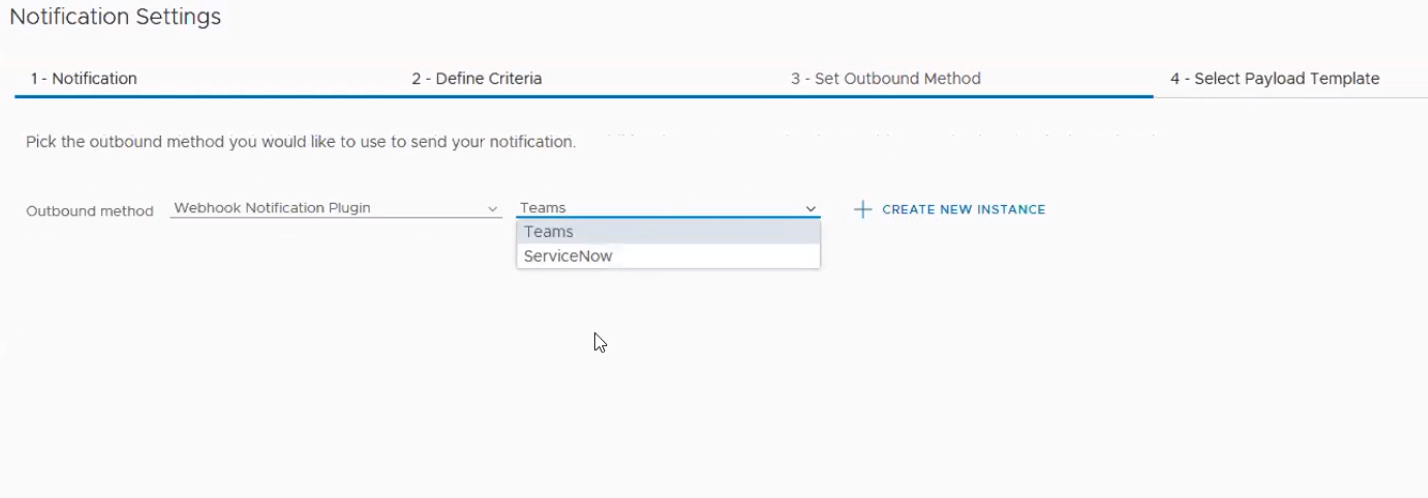 Notification Settings
1 - Notification 2 - Define Criteria 3 - Set Outbound Method 4 - Select Payload Template
Pick the outbound method you would like to use to send your notification.
Outbound method Webhook Notification Plugin Teams CREATE NEW INSTANCE
Teams
ServiceNow